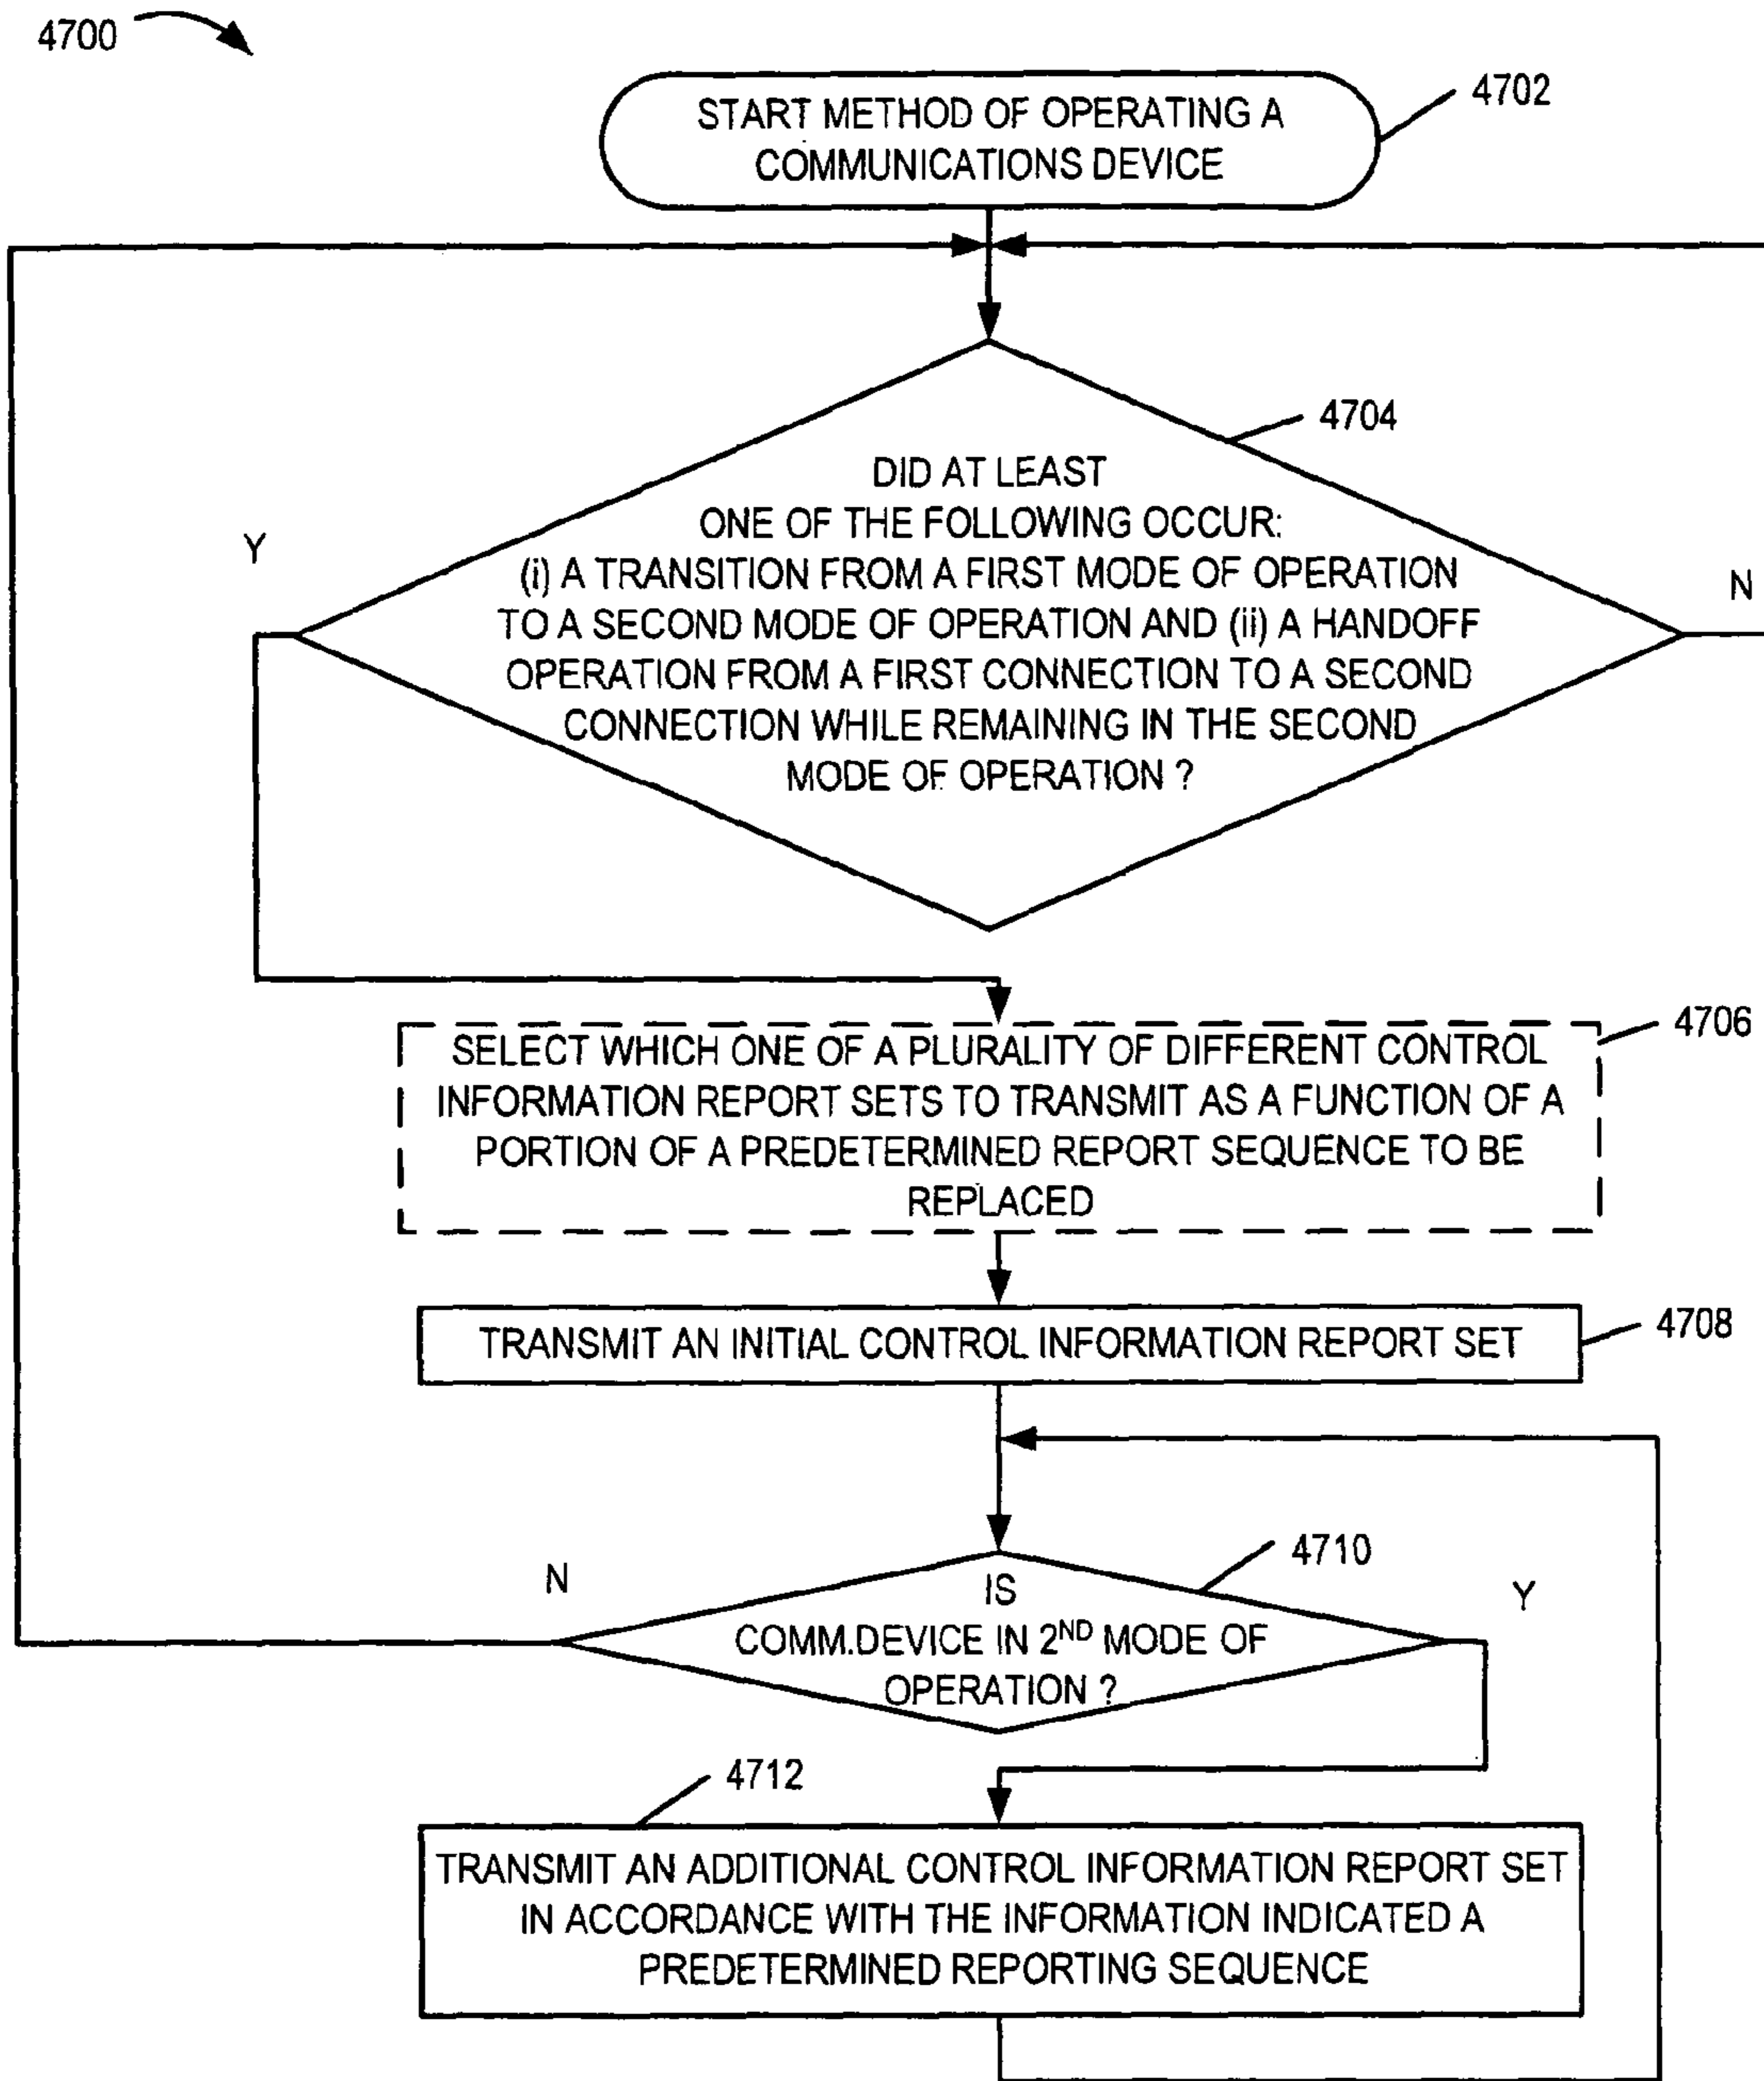 4700
START METHOD OF OPERATING A
COMMUNICATIONS DEVICE
4702
4704
DID AT LEAST
ONE OF THE FOLLOWING OCCUR:
(i) A TRANSITION FROM A FIRST MODE OF OPERATION
TO A SECOND MODE OF OPERATION AND (ii) A HANDOFF
OPERATION FROM A FIRST CONNECTION TO A SECOND
CONNECTION WHILE REMAINING IN THE SECOND
MODE OF OPERATION ?
Y
N
SELECT WHICH ONE OF A PLURALITY OF DIFFERENT CONTROL
INFORMATION REPORT SETS TO TRANSMIT AS A FUNCTION OF A
PORTION OF A PREDETERMINED REPORT SEQUENCE TO BE
REPLACED
4706
TRANSMIT AN INITIAL CONTROL INFORMATION REPORT SET
4708
4710
N
IS
COMM.DEVICE IN 2ND MODE OF
OPERATION ?
Y
4712
TRANSMIT AN ADDITIONAL CONTROL INFORMATION REPORT SET
IN ACCORDANCE WITH THE INFORMATION INDICATED A
PREDETERMINED REPORTING SEQUENCE